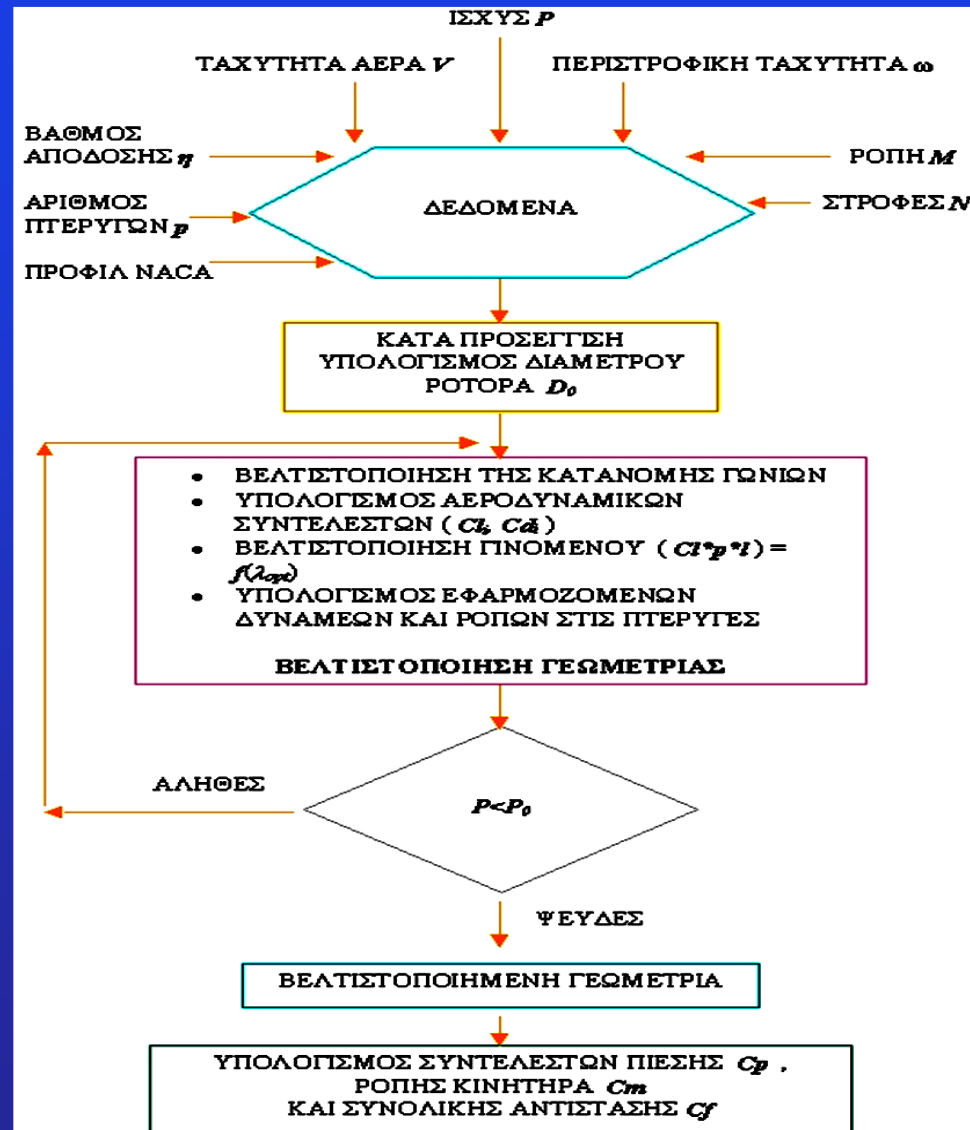 ΙΣΧΥΣ P
ΤΑΧΥΤΗΤΑ ΑΕΡΑ V
ΠΕΡΙΣΤΡΟΦΙΚΗ ΤΑΧΥΤΗΤΑ ω
ΒΑΘΜΟΣ
ΑΠΟΔΟΣΗΣ η
ΡΟΠΗ M
ΑΡΙΘΜΟΣ
ΠΤΕΡΥΓΩΝ p
ΔΕΔΟΜΕΝΑ
ΣΤΡΟΦΕΣ N
ΠΡΟΦΙΛ NACA
ΚΑΤΑ ΠΡΟΣΕΓΓΙΣΗ
ΥΠΟΛΟΓΙΣΜΟΣ ΔΙΑΜΕΤΡΟΥ
ΡΟΤΟΡΑ D₀
• ΒΕΛΤΙΣΤΟΠΟΙΗΣΗ ΤΗΣ ΚΑΤΑΝΟΜΗΣ ΓΩΝΙΩΝ
• ΥΠΟΛΟΓΙΣΜΟΣ ΑΕΡΟΔΥΝΑΜΙΚΩΝ
ΣΥΝΤΕΛΕΣΤΩΝ ( Cl, Cd )
• ΒΕΛΤΙΣΤΟΠΟΙΗΣΗ ΓΙΝΟΜΕΝΟΥ ( Cl*p*l ) =
f(λopt)
• ΥΠΟΛΟΓΙΣΜΟΣ ΕΦΑΡΜΟΖΟΜΕΝΩΝ
ΔΥΝΑΜΕΩΝ ΚΑΙ ΡΟΠΩΝ ΣΤΙΣ ΠΤΕΡΥΓΕΣ
ΒΕΛΤΙΣΤΟΠΟΙΗΣΗ ΓΕΩΜΕΤΡΙΑΣ
ΑΛΗΘΕΣ
P<P₀
ΨΕΥΔΕΣ
ΒΕΛΤΙΣΤΟΠΟΙΗΜΕΝΗ ΓΕΩΜΕΤΡΙΑ
ΥΠΟΛΟΓΙΣΜΟΣ ΣΥΝΤΕΛΕΣΤΩΝ ΠΙΕΣΗΣ Cp ,
ΡΟΠΗΣ ΚΙΝΗΤΗΡΑ Cm
ΚΑΙ ΣΥΝΟΛΙΚΗΣ ΑΝΤΙΣΤΑΣΗΣ Cf